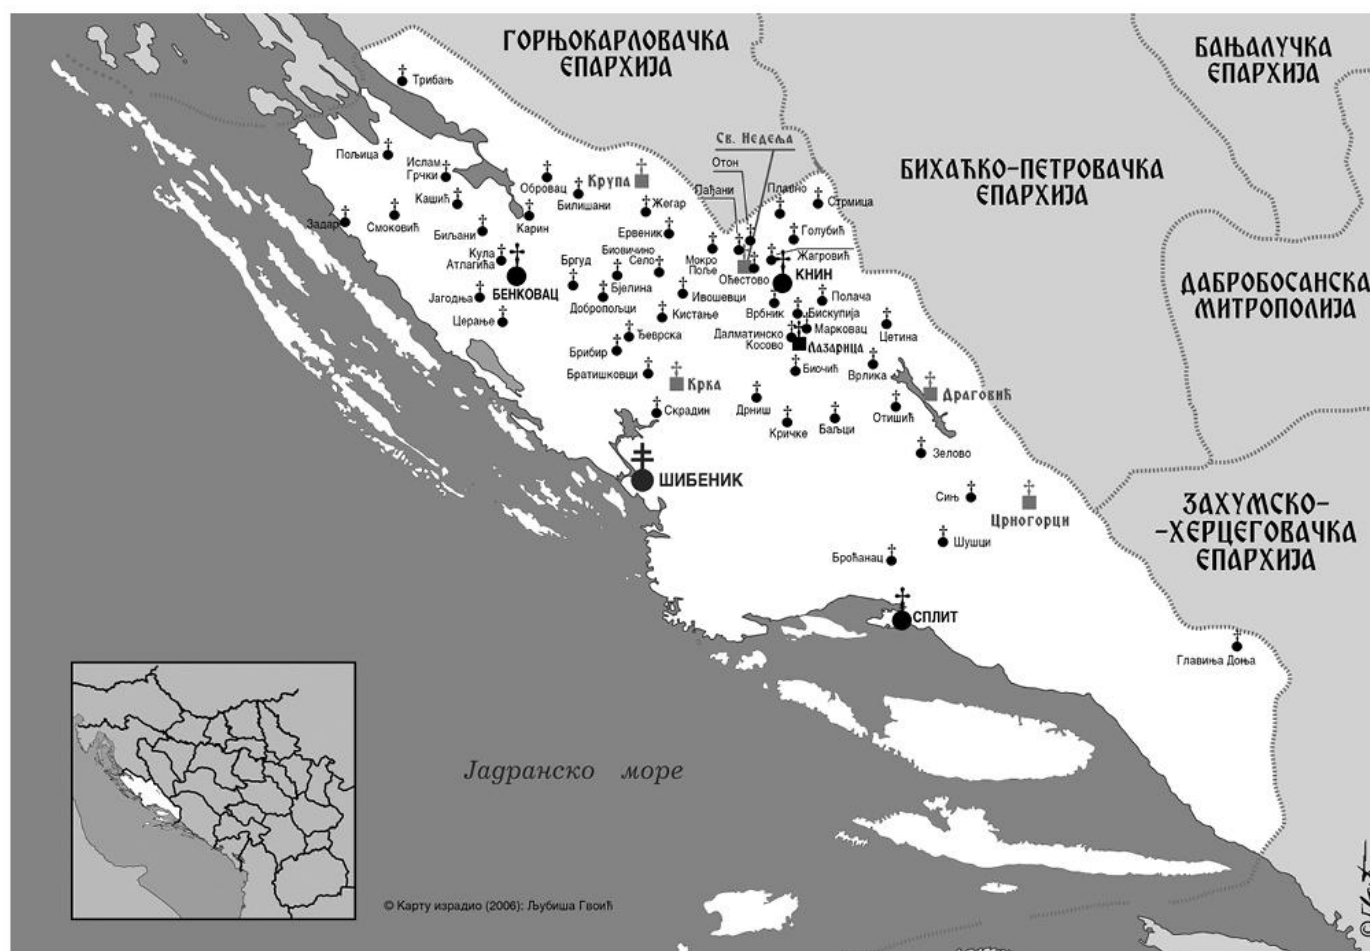 ГОРЊОКАРЛОВАЧКА
ЕПАРХИЈА
БАЊАЛУЧКА
ЕПАРХИЈА
Трибањ
Св. Недеља
Отон
БИХАЋКО-ПЕТРОВАЧКА
ЕПАРХИЈА
Пољица
Ислам
Грчки
Обровац
Крупа
Билишани
Пађани
Плавно
Стрмица
Кашић
Жегар
Задар
Смоковић
Карин
Биљани
Ервеник
Голубић
Кула
Атлагића
Биовичино
Село
Мокро
Поље
Жагровић
Оћестово
КНИН
ДАБРОБОСАНСКА
МИТРОПОЛИЈА
Бргуд
Бјелина
БЕНКОВАЦ
Јагодња
Добропољци
Ивошевци
Врбник
Полача
Церање
Кистање
Бископија
Марковац
Цетина
Ђеврска
Далматинско
Косово
Лазарица
Брибир
Братишковци
Крка
Биочић
Врлика
Драговић
Скрадин
Дрниш
Отишић
Кричке
Баљци
Зелово
ШИБЕНИК
Сињ
Црногорци
ЗАХУМСКО-
-ХЕРЦЕГОВАЧКА
ЕПАРХИЈА
Броћанац
Шушци
СПЛИТ
Главиња Доња
Јадранско море
© Карту израдио (2006): Љубиша Гвоић